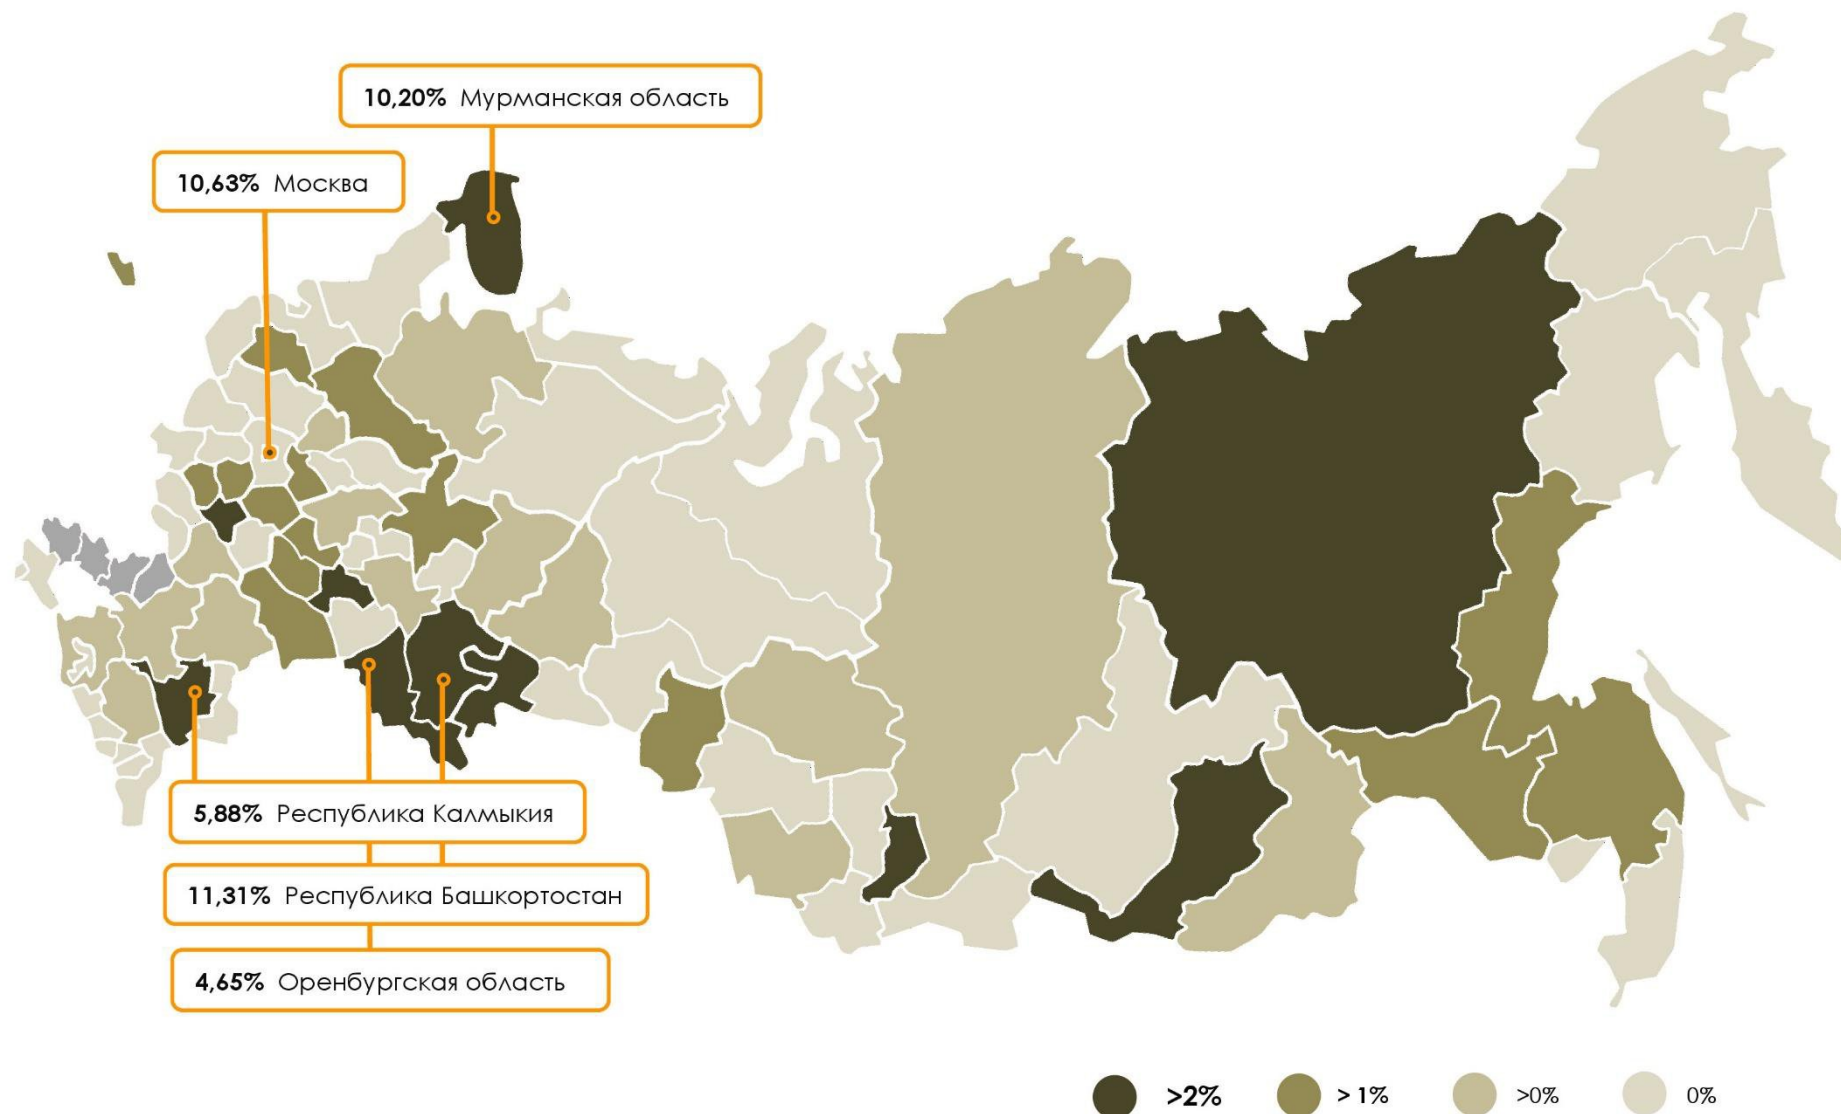 10,20% Мурманская область
10,63% Москва
5,88% Республика Калмыкия
11,31% Республика Башкортостан
4,65% Оренбургская область
>2%
> 1%
>0%
0%